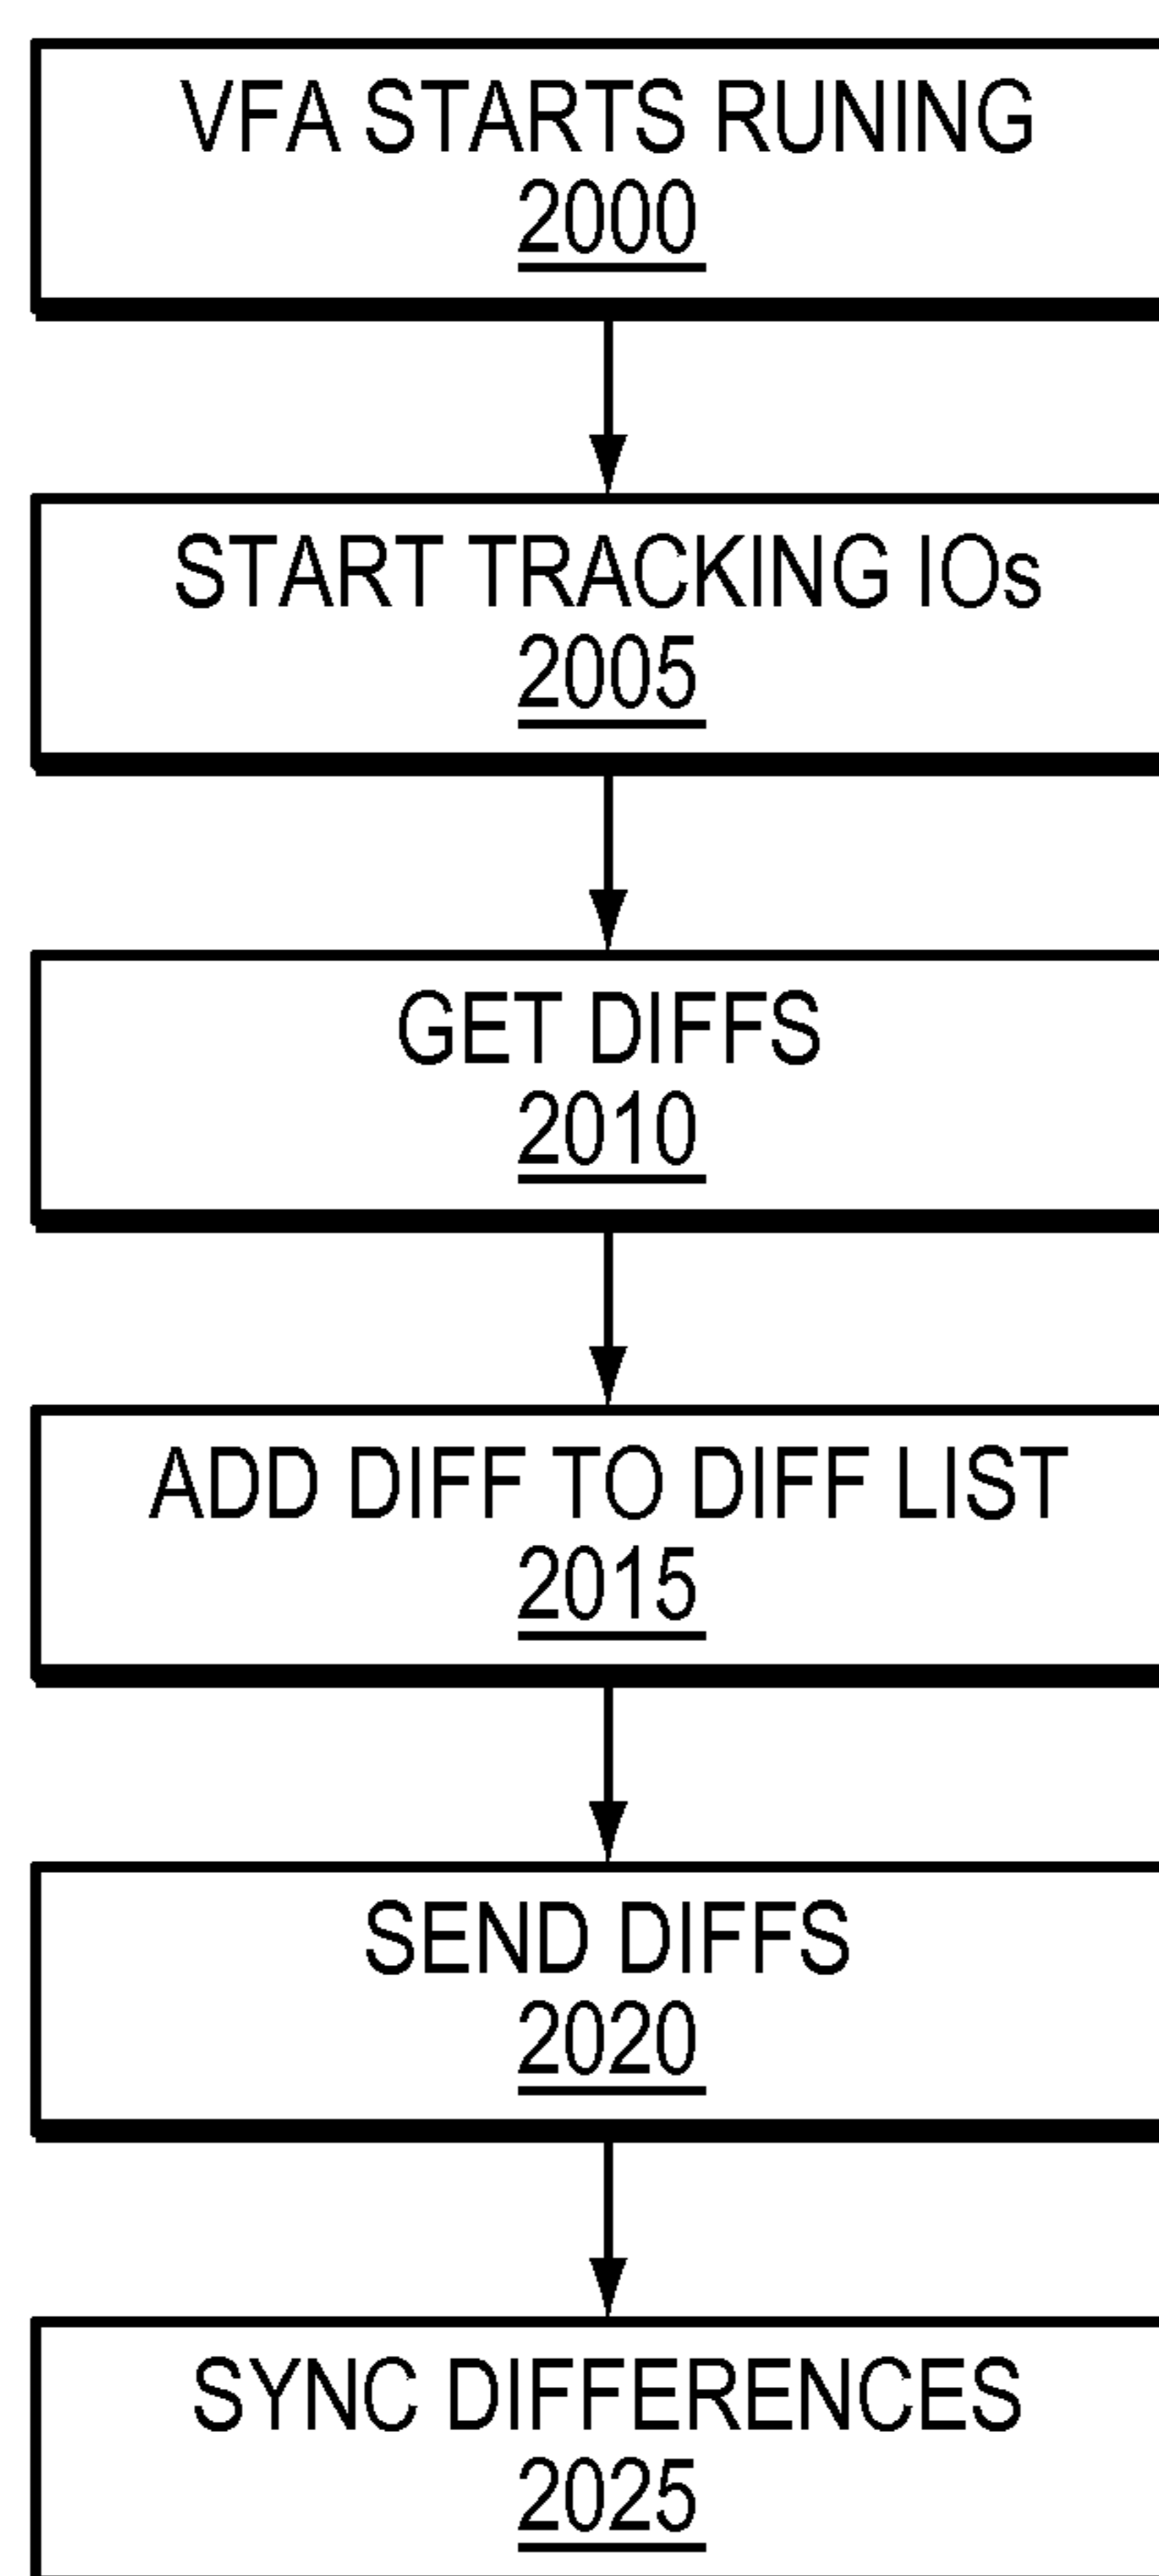 VFA STARTS RUNING
2000
START TRACKING IOs
2005
GET DIFFS
2010
ADD DIFF TO DIFF LIST
2015
SEND DIFFS
2020
SYNC DIFFERENCES
2025